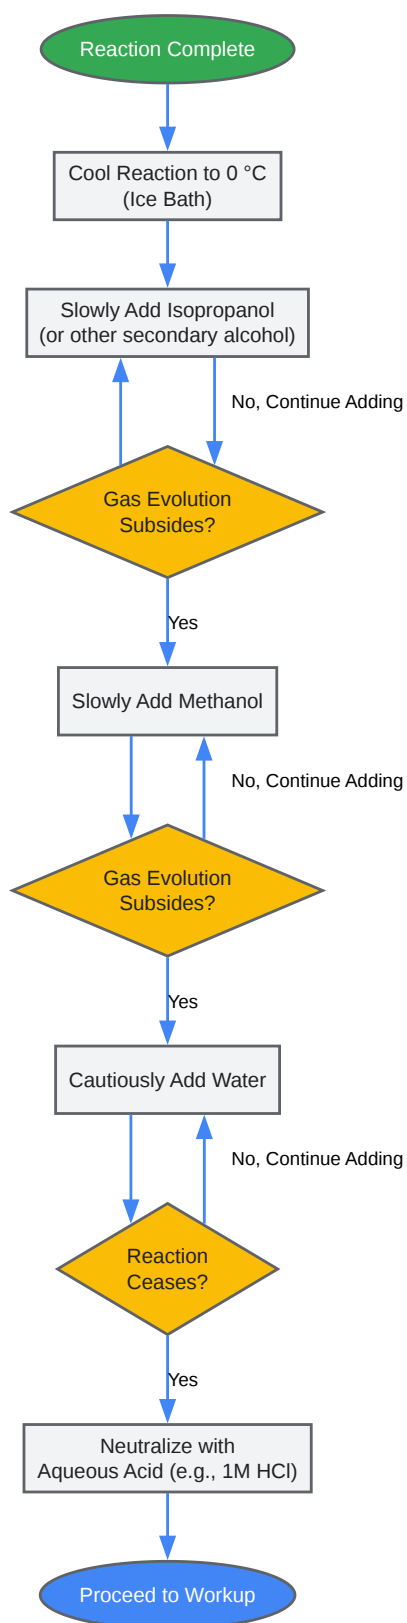 Reaction Complete
Cool Reaction to 0 °C
(Ice Bath)
Slowly Add Isopropanol
(or other secondary alcohol)
No, Continue Adding
Gas Evolution
Subsides?
Yes
Slowly Add Methanol
No, Continue Adding
Gas Evolution
Subsides?
Yes
Cautiously Add Water
No, Continue Adding
Reaction
Ceases?
Yes
Neutralize with
Aqueous Acid (e.g., 1M HCl)
Proceed to Workup